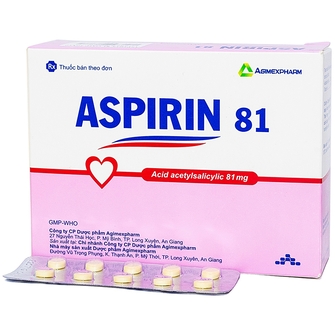 ASPIRIN 81
Rx Thuốc bán theo đơn
AGIMEXPHARM
ASPIRIN 81
Acid acetylsalicylic 81mg
GMP-WHO
Công ty CP Dược phẩm Agimexpharm
27 Nguyễn Thái Học, P. Mỹ Bình, TP. Long Xuyên, An Giang
Sản xuất tại: Chi nhánh Công ty CP Dược phẩm Agimexpharm
Nhà máy sản xuất Dược phẩm Agimexpharm
Đường Vũ Trọng Phụng, K. Thạnh An, P. Mỹ Thới, TP. Long Xuyên, An Giang